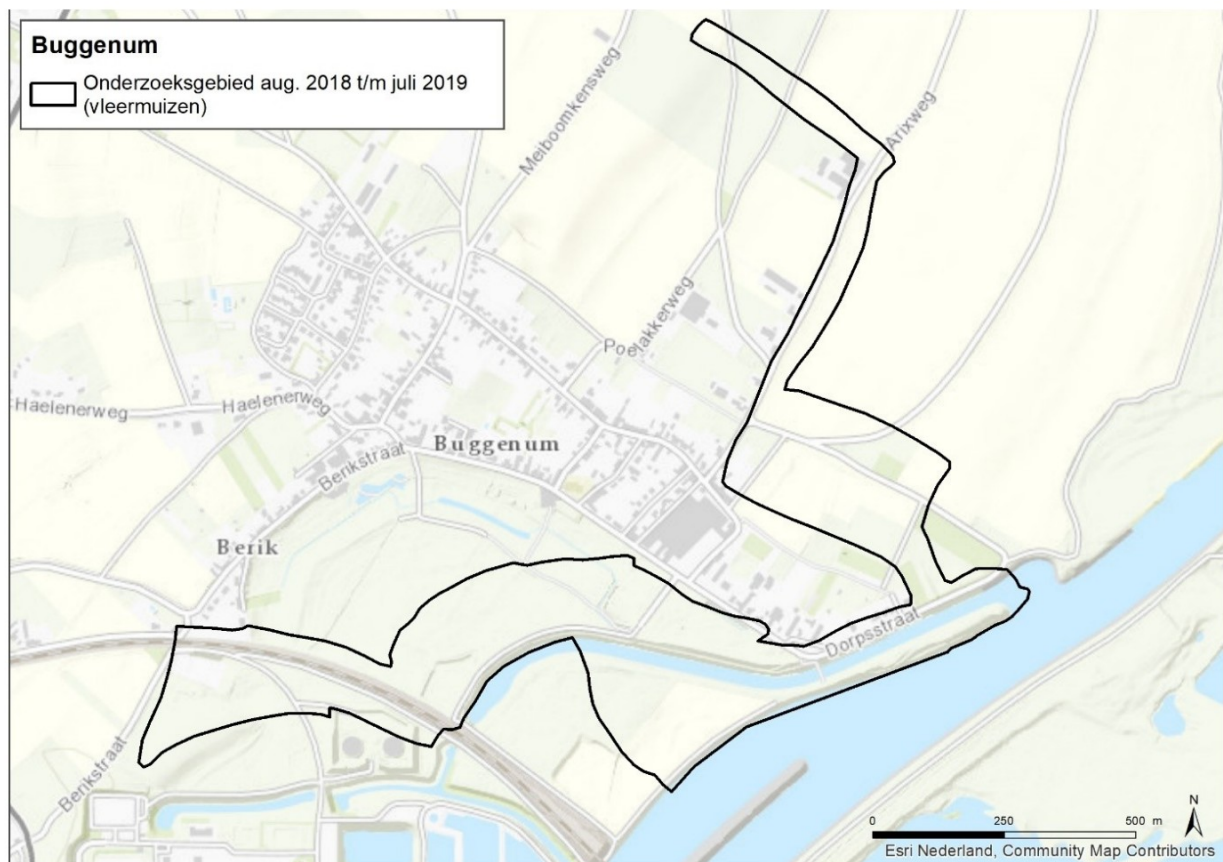 Buggenum
Onderzoeksgebied aug. 2018 t/m juli 2019
(vleermuizen)
Meiboomkensweg
Arixweg
Poelakkerweg
Haelenerweg
Haelenerweg
Buggenum
Berikstraat
Berik
Dorpsstraat
Berikstraat
N
0 250 500 m
Esri Nederland, Community Map Contributors